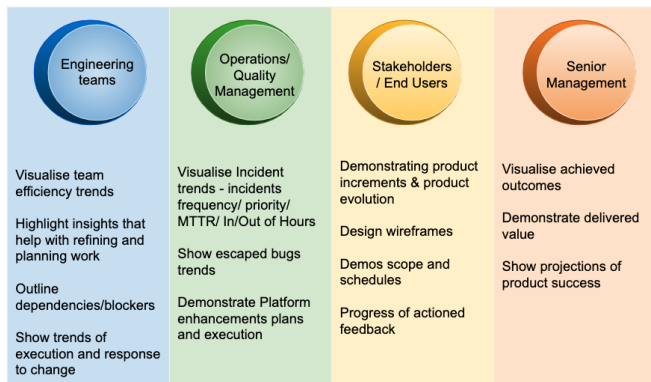 Engineering
teams
Visualise team
efficiency trends
Highlight insights that
help with refining and
planning work
Outline
dependencies/blockers
Show trends of
execution and response
to change
Operations/
Quality
Management
Visualise Incident
trends - incidents
frequency/ priority/
MTTR/ In/Out of Hours
Show escaped bugs
trends
Demonstrate Platform
enhancements plans
and execution
Stakeholders
/ End Users
Demonstrating product
increments & product
evolution
Design wireframes
Demos scope and
schedules
Progress of actioned
feedback
Senior
Management
Visualise achieved
outcomes
Demonstrate delivered
value
Show projections of
product success